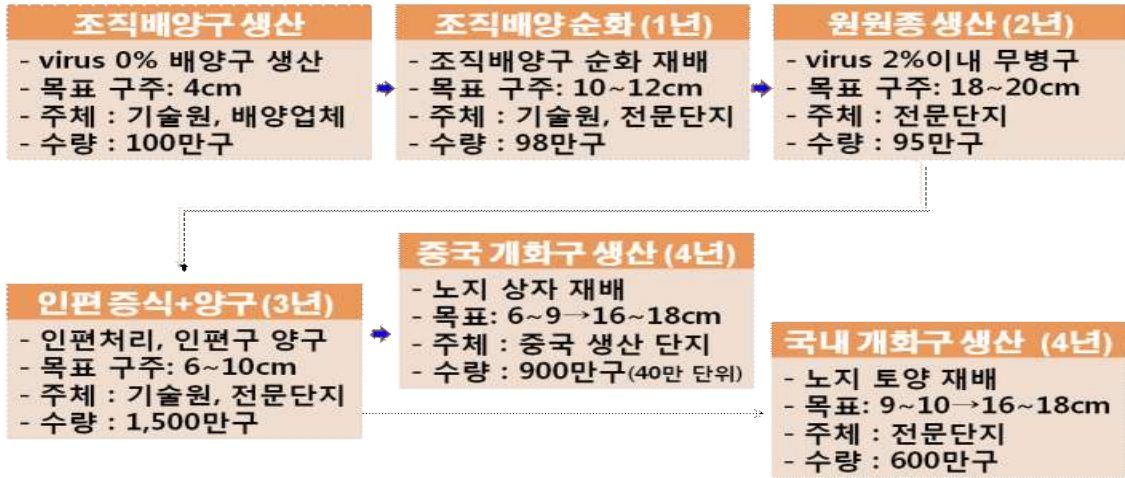 조직배양구 생산
- virus 0% 배양구 생산
- 목표 구주: 4cm
- 주체 : 기술원, 배양업체
- 수량 : 100만구
조직배양 순화 (1년)
- 조직배양구 순화 재배
- 목표 구주: 10~12cm
- 주체 : 기술원, 전문단지
- 수량 : 98만구
원원종 생산 (2년)
- virus 2%이내 무병구
- 목표 구주: 18~20cm
- 주체 : 전문단지
- 수량 : 95만구
인편 증식+양구 (3년)
- 인편처리, 인편구 양구
- 목표 구주: 6~10cm
- 주체 : 기술원, 전문단지
- 수량 : 1,500만구
중국 개화구 생산 (4년)
- 노지 상자 재배
- 목표: 6~9→16~18cm
- 주체 : 중국 생산 단지
- 수량 : 900만구(40만 단위)
국내 개화구 생산 (4년)
- 노지 토양 재배
- 목표: 9~10→16~18cm
- 주체 : 전문단지
- 수량 : 600만구